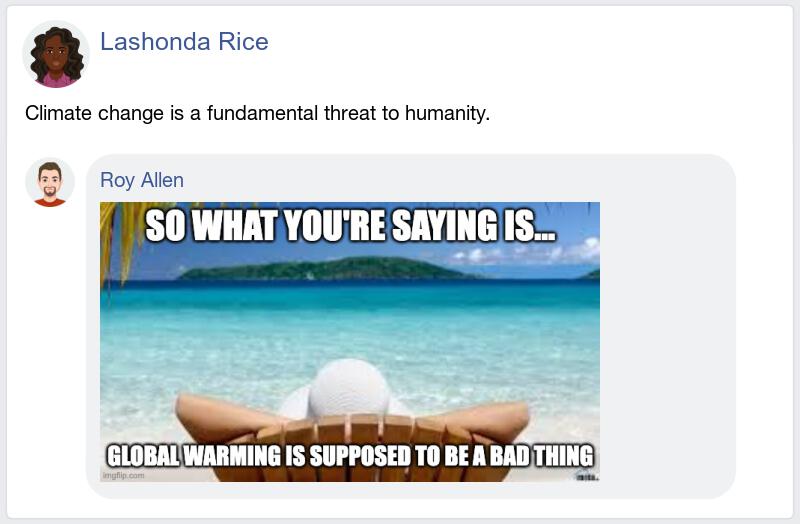 Lashonda Rice
Climate change is a fundamental threat to humanity.
Roy Allen
SO WHAT YOU'RE SAYING IS...
GLOBAL WARMING IS SUPPOSED TO BE A BAD THING
imgflip.com